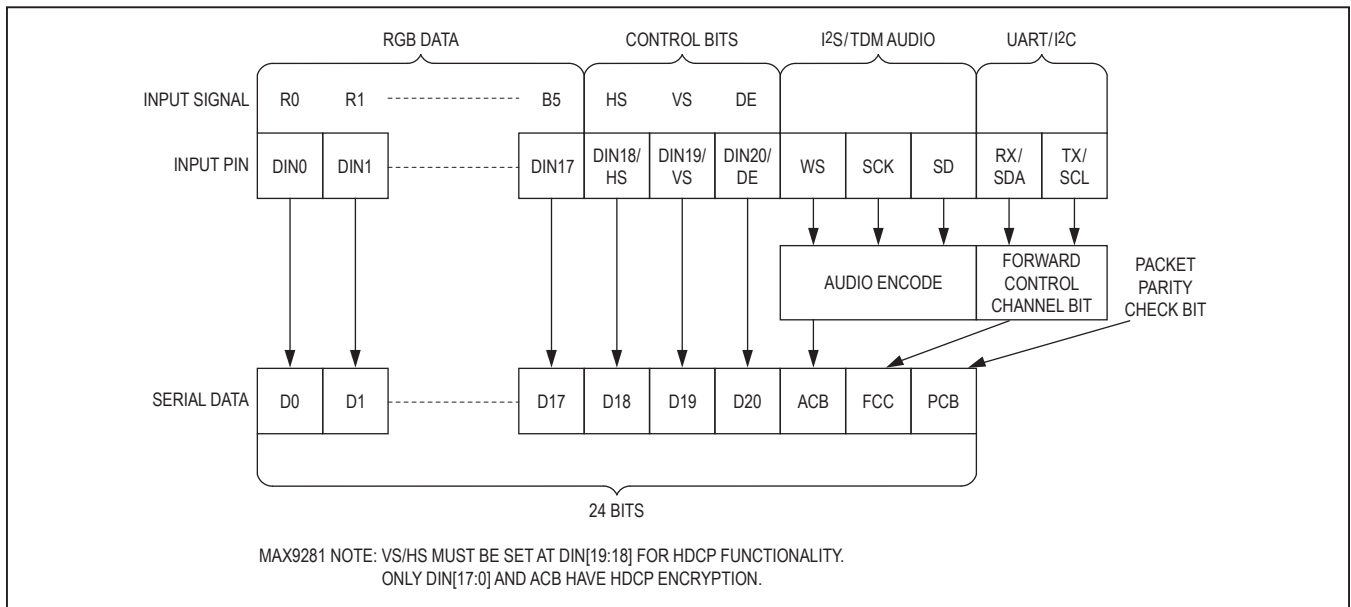 RGB DATA CONTROL BITS I²S/TDM AUDIO UART/I²C
INPUT SIGNAL R0 R1 B5 HS VS DE
INPUT PIN DIN0 DIN1 DIN17 DIN18/ HS DIN19/ VS DIN20/ DE WS SCK SD RX/ SDA TX/ SCL
AUDIO ENCODE
FORWARD
CONTROL
CHANNEL BIT
PACKET
PARITY
CHECK BIT
SERIAL DATA D0 D1 D17 D18 D19 D20 ACB FCC PCB
24 BITS
MAX9281 NOTE: VS/HS MUST BE SET AT DIN[19:18] FOR HDCP FUNCTIONALITY.
ONLY DIN[17:0] AND ACB HAVE HDCP ENCRYPTION.